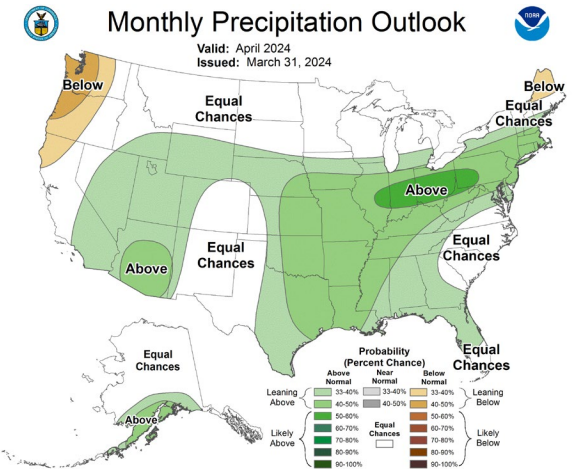 Monthly Precipitation Outlook
NOAA
Valid: April 2024
Issued: March 31, 2024
Below
Equal
Chances
Below
Equal
Chances
Above
Above
Equal
Chances
Equal
Chances
Equal
Chances
Equal
Chances
Above
Probability
(Percent Chance)
Above
Normal
Near
Normal
Below
Normal
Leaning
Above
33-40%
33-40%
33-40%
Leaning
Below
40-50%
40-50%
40-50%
Likely
Above
50-60%
50-60%
Likely
Below
60-70%
60-70%
70-80%
70-80%
80-90%
80-90%
90-100%
90-100%
Equal
Chances